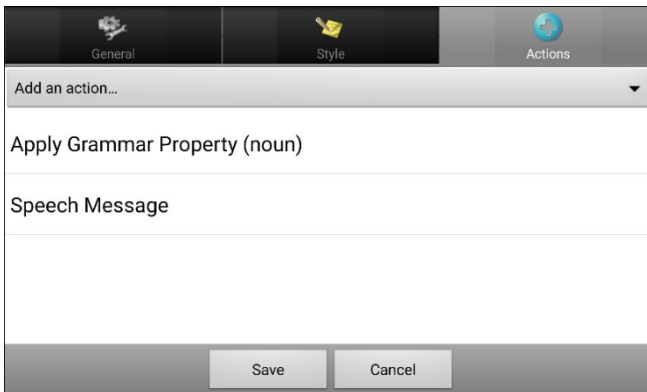 General
Style
Actions
Add an action...
Apply Grammar Property (noun)
Speech Message
Save
Cancel